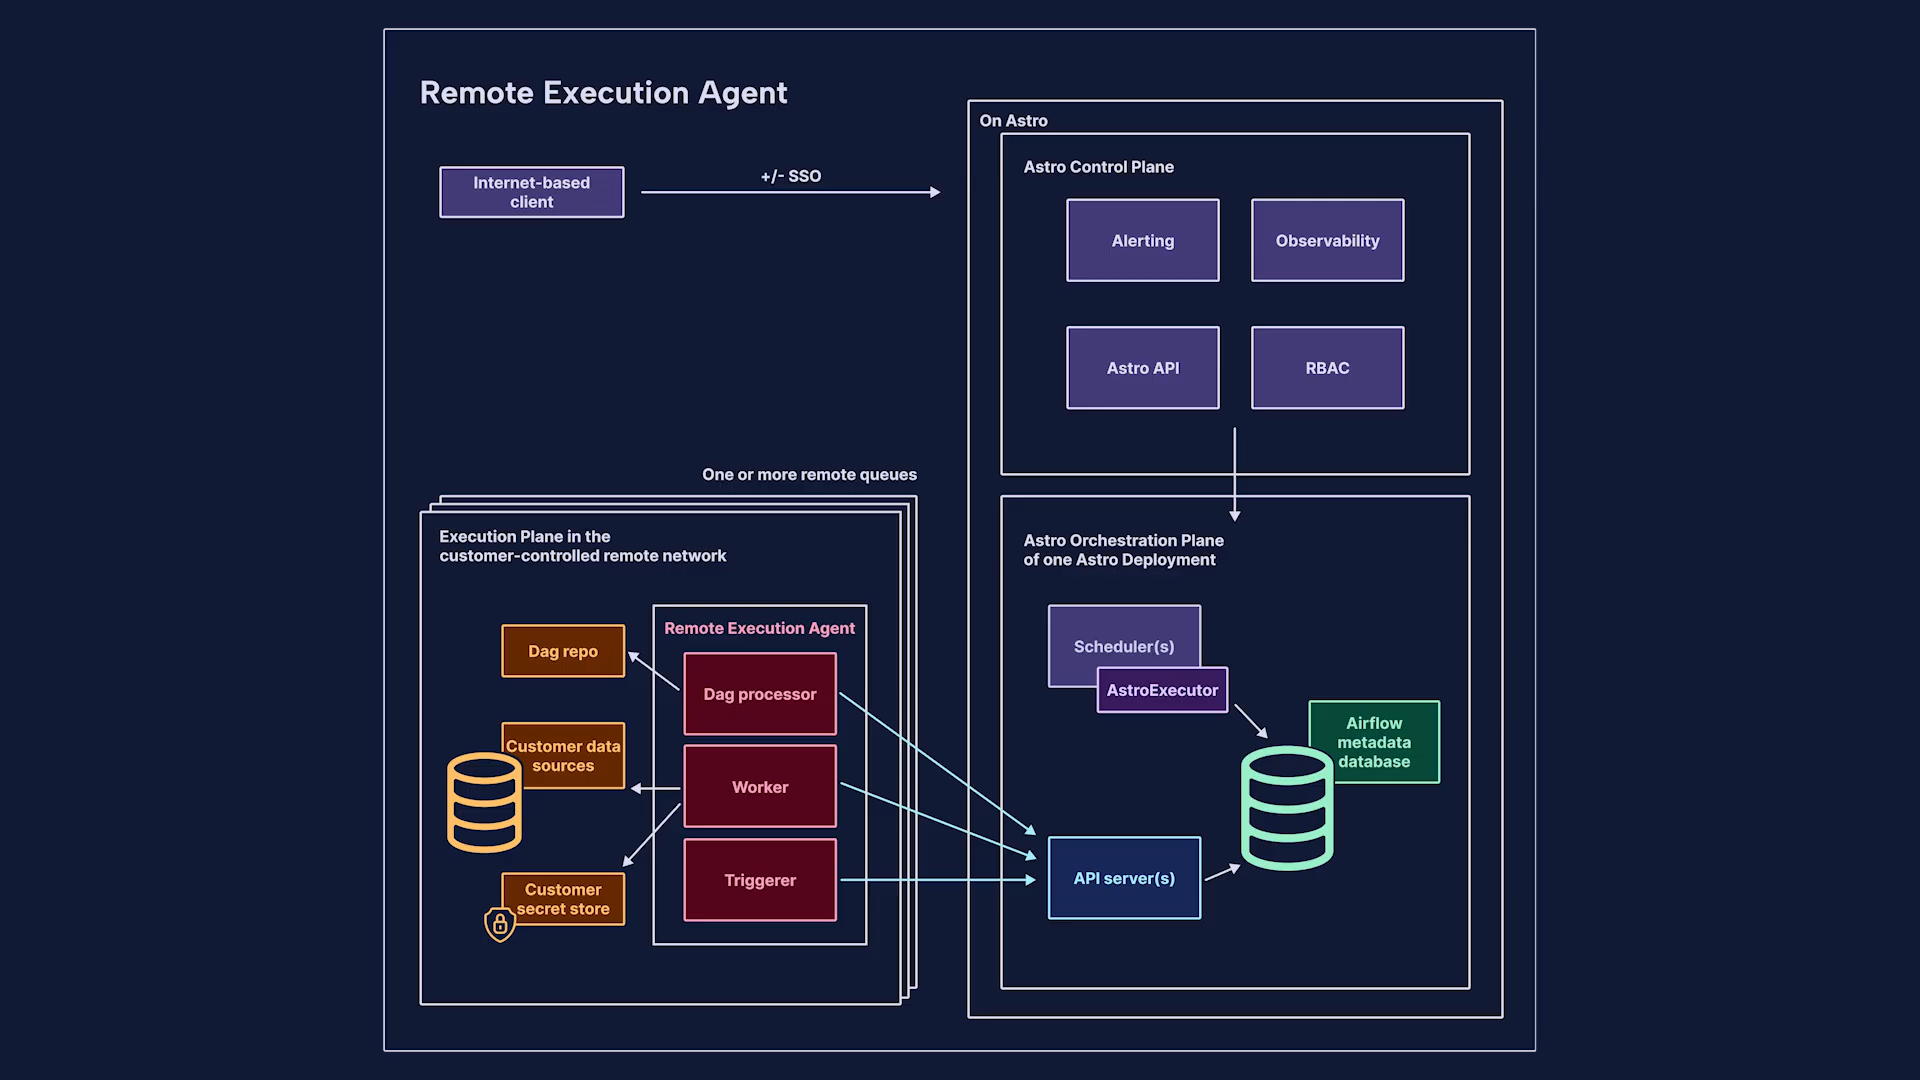 Remote Execution Agent
Internet-based
client
+/- SSO
On Astro
Astro Control Plane
Alerting
Observability
Astro API
RBAC
One or more remote queues
Execution Plane in the
customer-controlled remote network
Dag repo
Customer data
sources
Customer
secret store
Remote Execution Agent
Dag processor
Worker
Triggerer
Astro Orchestration Plane
of one Astro Deployment
Scheduler(s)
AstroExecutor
Airflow
metadata
database
API server(s)